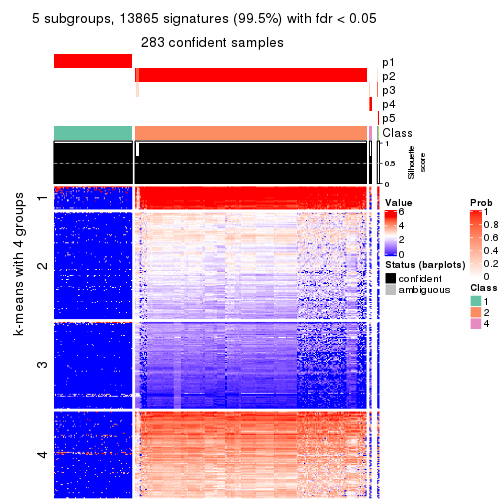 5 subgroups, 13865 signatures (99.5%) with fdr < 0.05
283 confident samples
p1
p2
p3
p4
p5
Class
1
0.5
0
Silhouette
score
k-means with 4 groups
1
2
3
4
Value
6
4
2
0
Status (barplots)
confident
ambiguous
Prob
1
0.8
0.6
0.4
0.2
0
Class
1
2
4